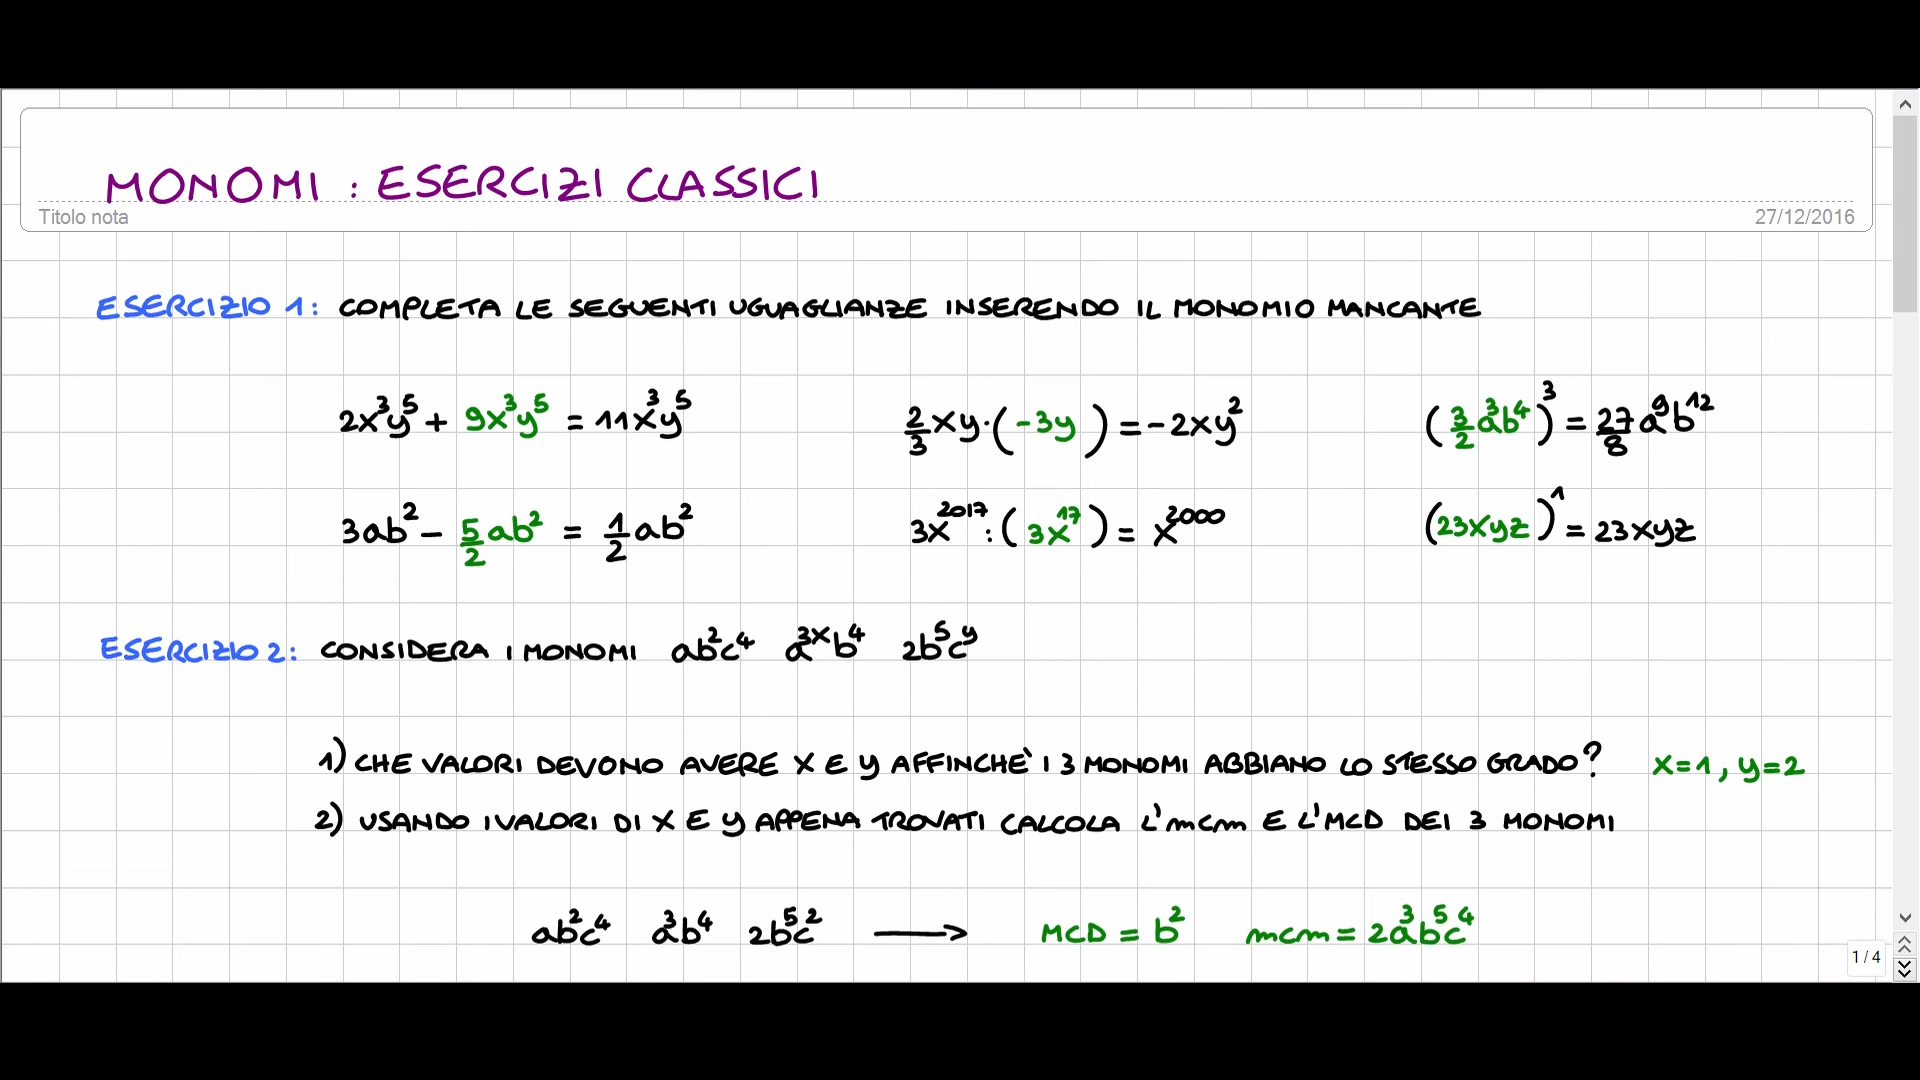 MONOMI : ESERCIZI CLASSICI
Titolo nota 27/12/2016
ESERCIZIO 1: COMPLETA LE SEGUENTI UGUAGLIANZE INSERENDO IL MONOMIO MANCANTE
2x³y⁵ + 9x³y⁵ = 11x³y⁵ 2/3 xy · (-3y) = -2xy² (3/2 a³b⁴)³ = 27/8 a⁹b¹²
3ab² - 5/2 ab² = 1/2 ab² 3x²⁰¹⁷ : (3x¹⁷) = x²⁰⁰⁰ (23xyz)¹ = 23xyz
ESERCIZIO 2: CONSIDERA I MONOMI ab²c⁴ a³ˣb⁴ 2b⁵cʸ
1) CHE VALORI DEVONO AVERE X E Y AFFINCHÈ I 3 MONOMI ABBIANO LO STESSO GRADO? x=1, y=2
2) USANDO I VALORI DI X E Y APPENA TROVATI CALCOLA L'mcm E L'MCD DEI 3 MONOMI
ab²c⁴ a³b⁴ 2b⁵c² ⟶ MCD = b² mcm = 2a³b⁵c⁴
1 / 4